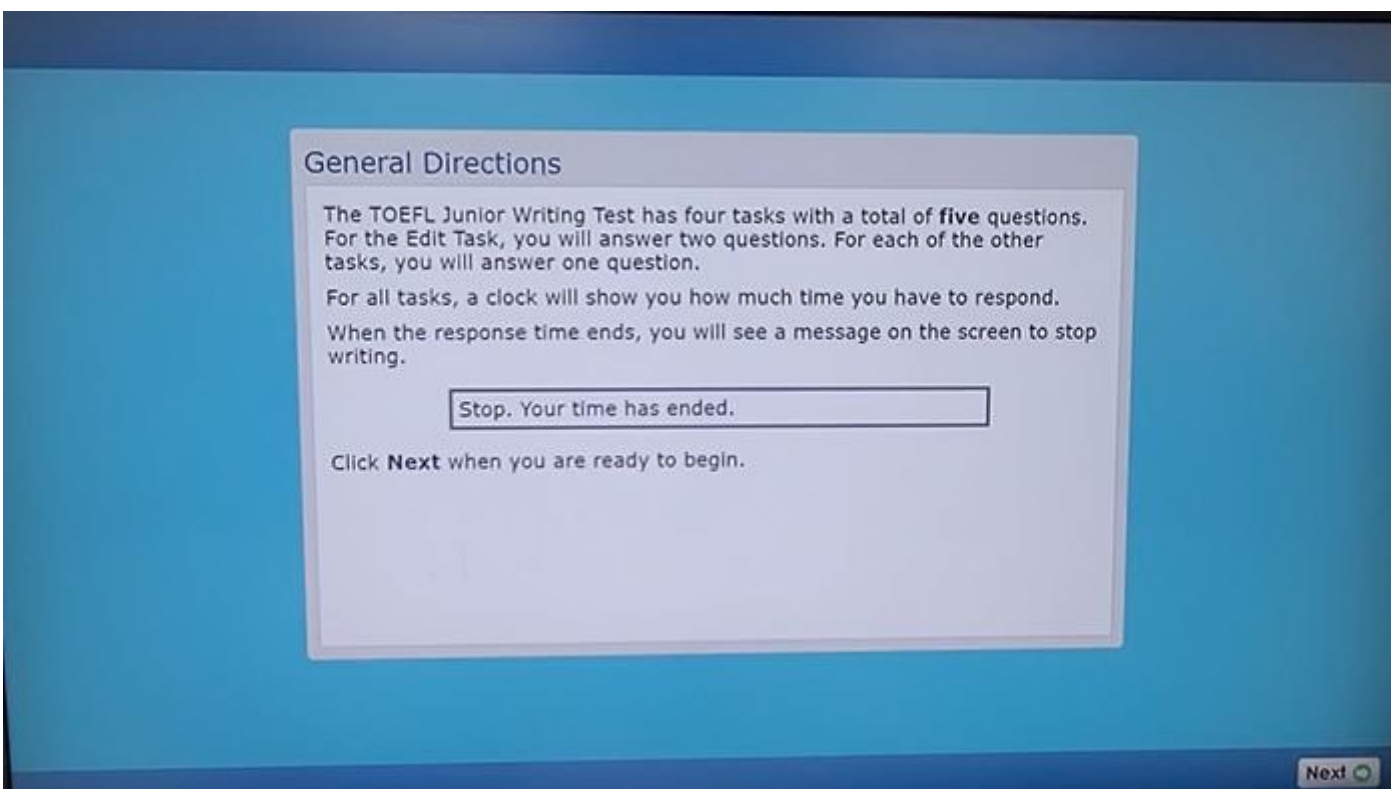 General Directions
The TOEFL Junior Writing Test has four tasks with a total of five questions.
For the Edit Task, you will answer two questions. For each of the other
tasks, you will answer one question.
For all tasks, a clock will show you how much time you have to respond.
When the response time ends, you will see a message on the screen to stop
writing.
Stop. Your time has ended.
Click Next when you are ready to begin.
Next